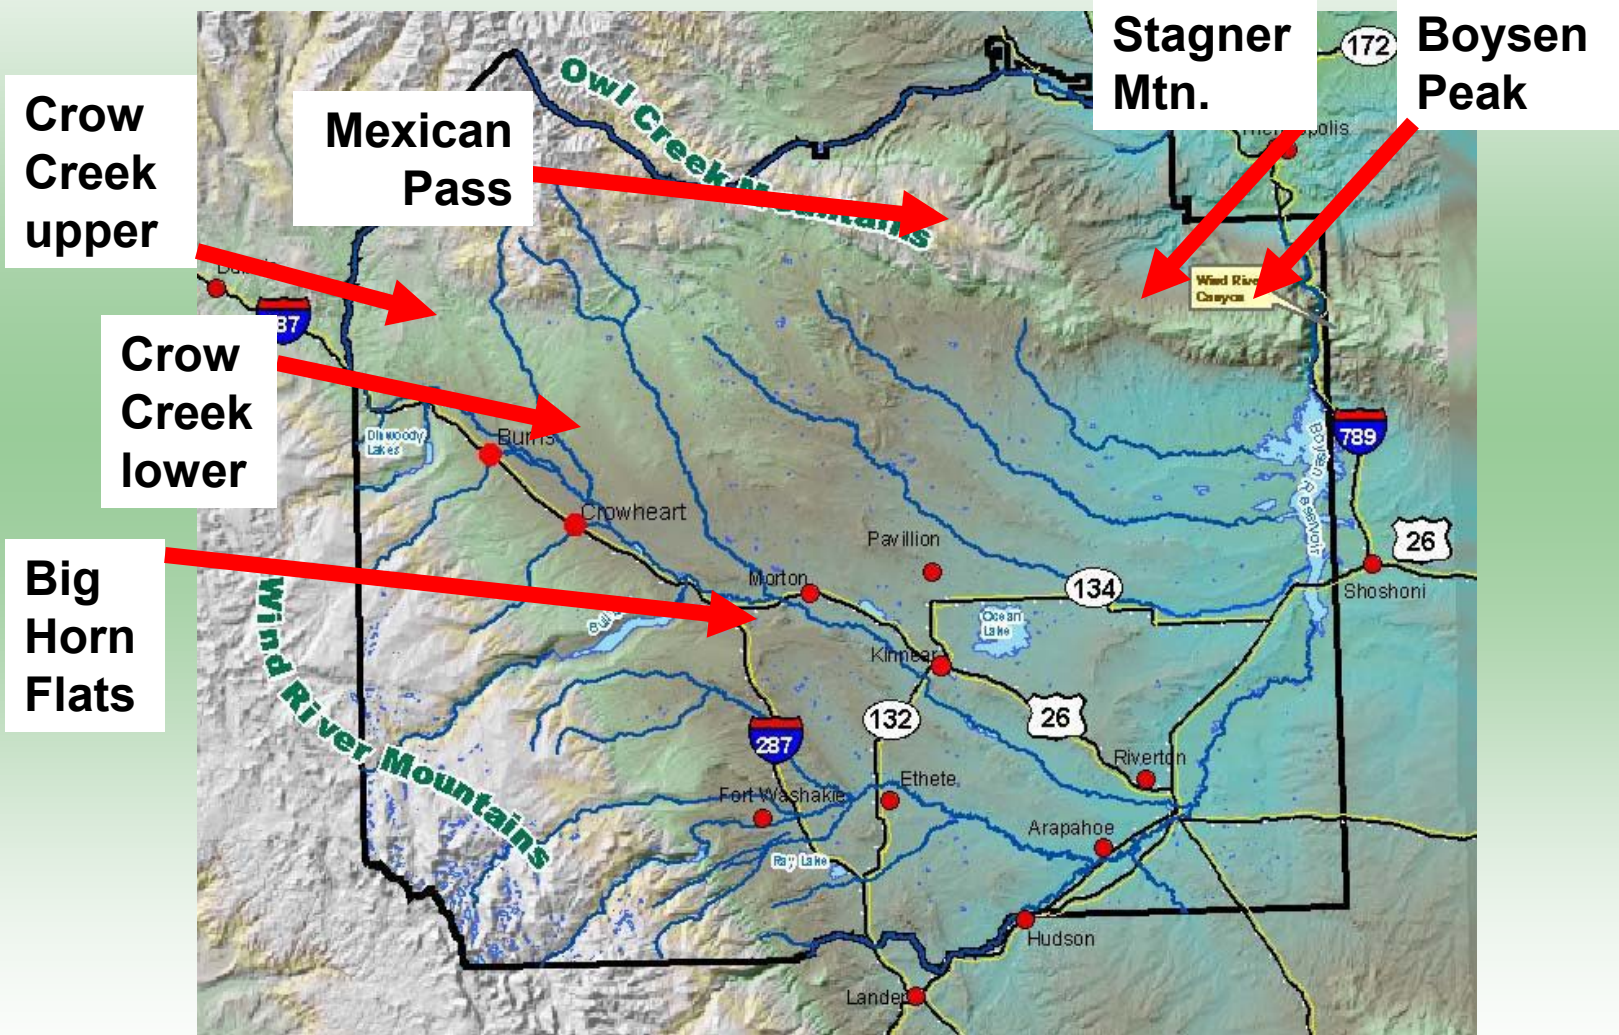 Stagner
Mtn.
Boysen
Peak
172
Crow
Creek
upper
Mexican
Pass
Owl Creek Mountains
Wind River
Canyon
Crow
Creek
lower
Dinwoody
Lakes
Burris
789
Boysen Reservoir
Crowheart
26
Pavillion
Big
Horn
Flats
Morton
134
Shoshoni
Ocean
Lake
Kinnear
Wind River Mountains
132
26
287
Riverton
Ethete
Fort Washakie
Arapahoe
Ray Lake
Hudson
Lander